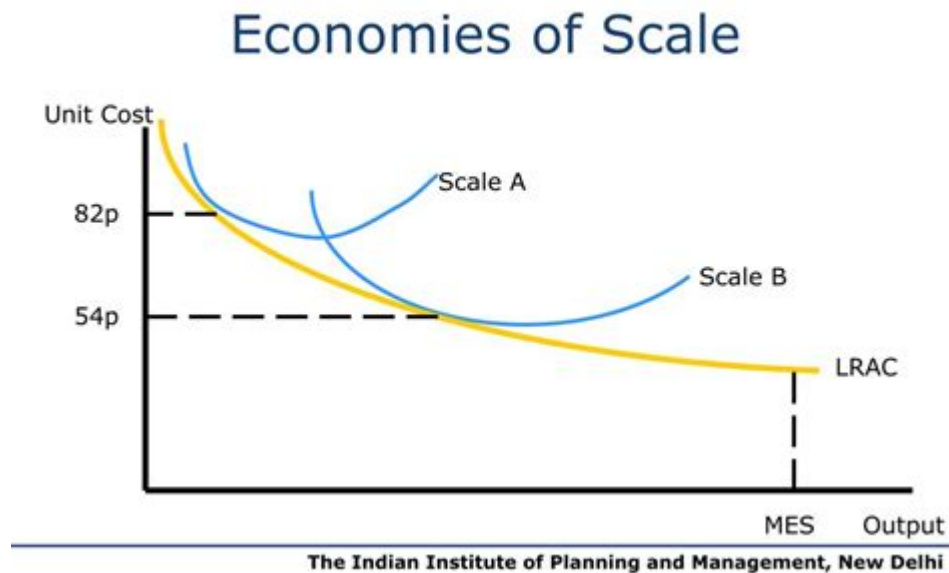 Economies of Scale
Unit Cost
Scale A
82p
Scale B
54p
LRAC
MES
Output
The Indian Institute of Planning and Management, New Delhi